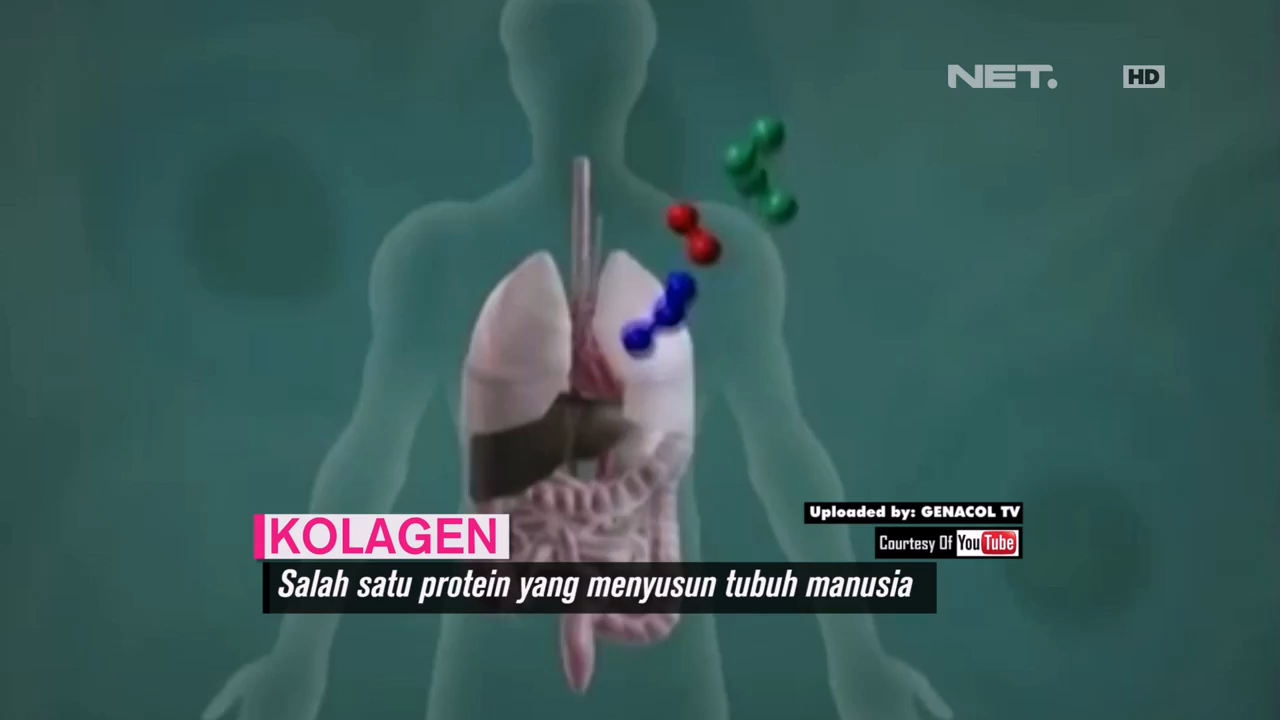 NET.
HD
Uploaded by: GENACOL TV
Courtesy Of YouTube
KOLAGEN
Salah satu protein yang menyusun tubuh manusia